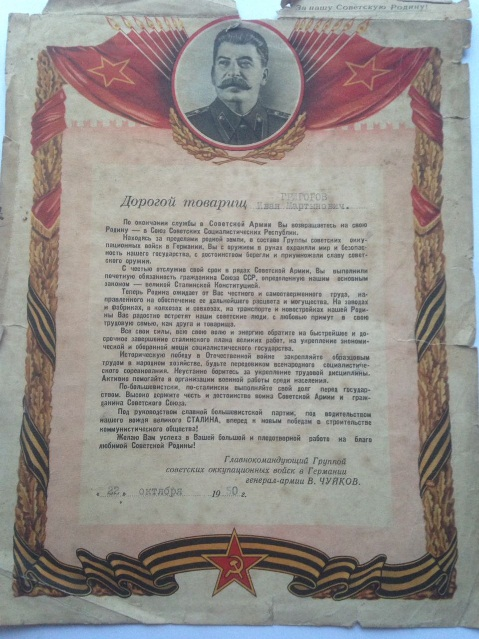 За нашу Советскую Родину!
Дорогой товарищ
Иван Мартинович.
По окончании службы в Советской Армии Вы возвращаетесь на свою
Родину — в Союз Советских Социалистических Республик.
Находясь за пределами родной земли, в составе Группы советских оккупационных войск в Германии, Вы с оружием в руках охраняли мир и безопасность нашего государства, с достоинством берегли и приумножали славу советского оружия.
С честью отслужив свой срок в рядах Советской Армии, Вы выполнили
почетную обязанность гражданина Союза ССР, определенную нашим основным
законом — великой Сталинской Конституцией.
Теперь Родина ожидает от Вас честного и самоотверженного труда, направленного на обеспечение ее дальнейшего расцвета и могущества. На заводах
и фабриках, в колхозах и совхозах, на транспорте и новостройках нашей Родины Вас радостно встретят наши советские люди, с любовью примут в свою
трудовую семью, как друга и товарища.
Все свои силы, всю свою волю и энергию обратите на быстрейшее и досрочное завершение сталинского плана великих работ, на укрепление экономической и оборонной мощи социалистического государства.
Историческую победу в Отечественной войне закрепляйте образцовым
трудом в народном хозяйстве, будьте передовиком всенародного социалистического соревнования. Неустанно боритесь за укрепление трудовой дисциплины.
Активно помогайте в организации военной работы среди населения.
По-большевистски, по-сталински выполняйте свой долг перед государством. Высоко держите честь и достоинство воина Советской Армии и гражданина Советского Союза.
Под руководством славной большевистской партии, под водительством
нашего вождя великого СТАЛИНА, вперед к новым победам в строительстве
коммунистического общества!
Желаю Вам успеха в Вашей большой и плодотворной работе на благо
любимой Советской Родины!
Главнокомандующий Группой
советских оккупационных войск в Германии
генерал-армии В. ЧУЙКОВ.
„22„ октября 1950 г.